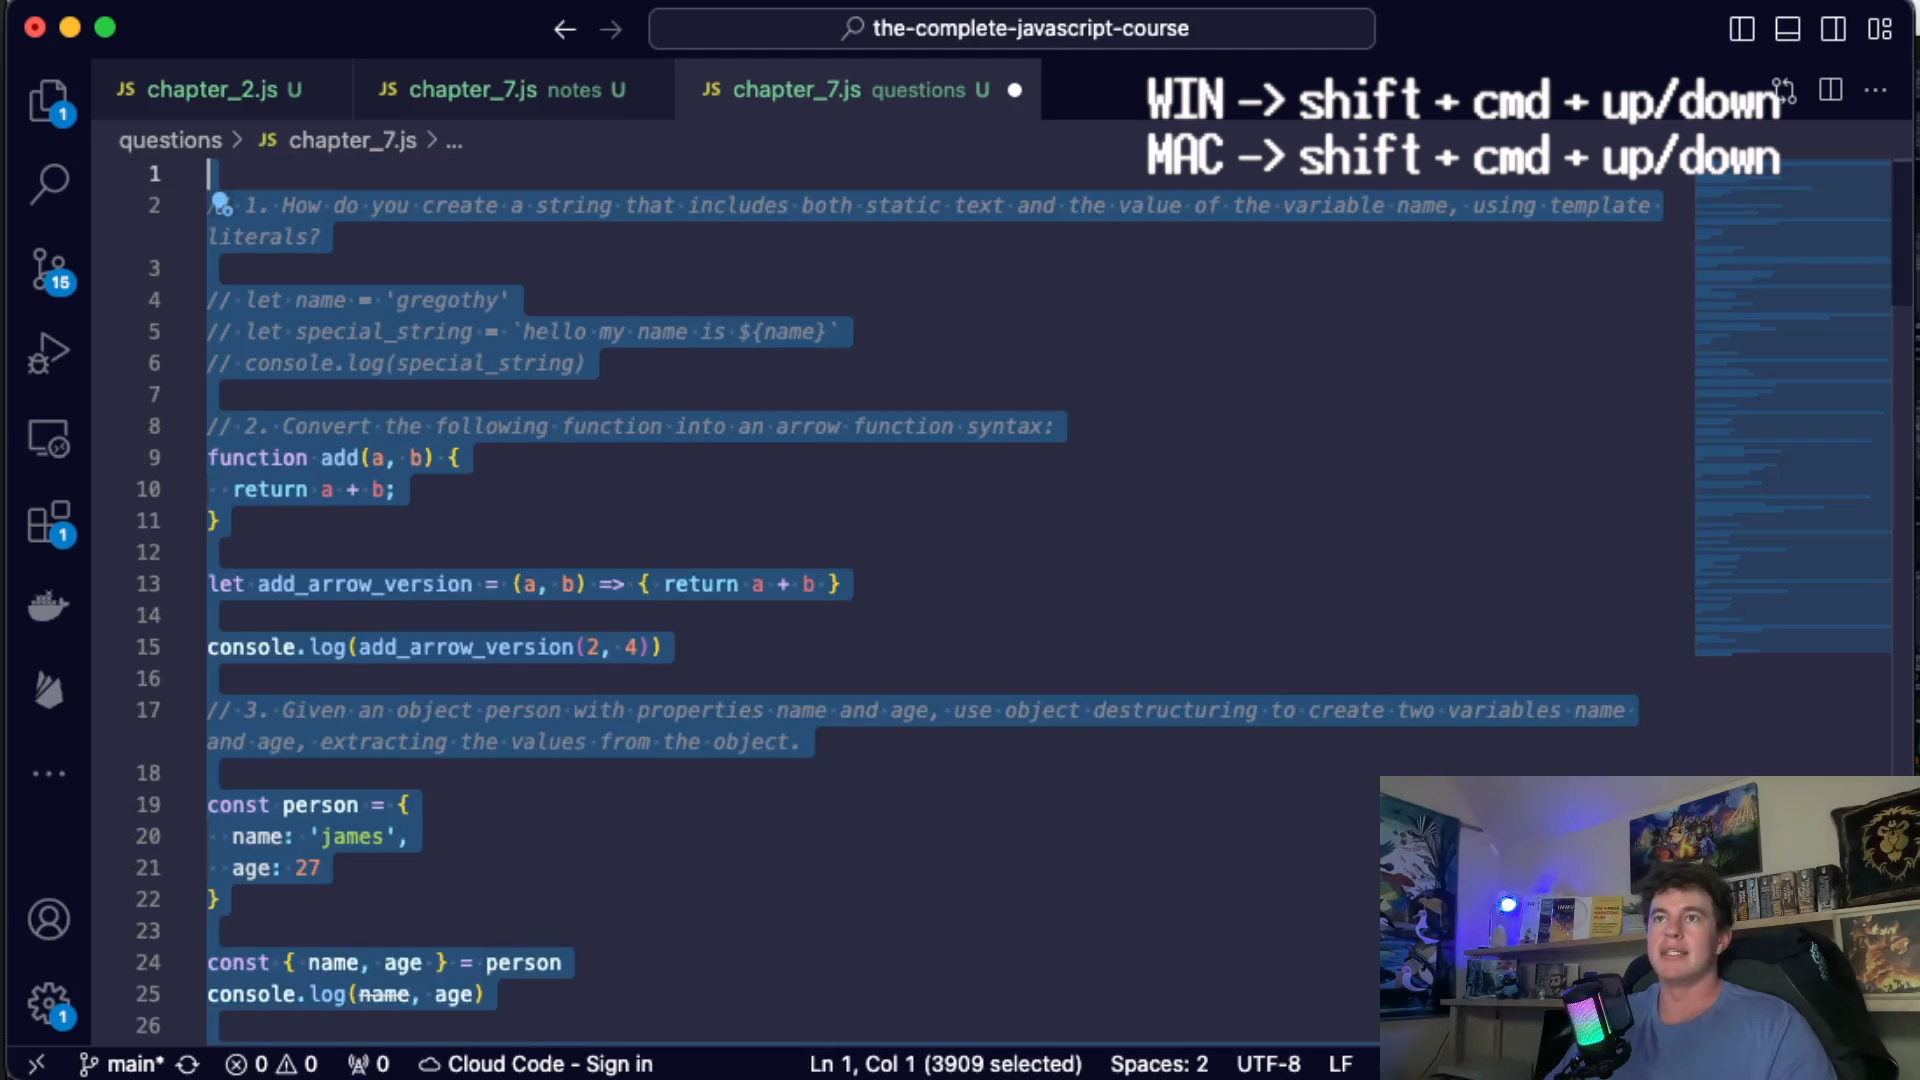 the-complete-javascript-course
JS chapter_2.js U
JS chapter_7.js notes U
JS chapter_7.js questions U
WIN -> shift + cmd + up/down
MAC -> shift + cmd + up/down
questions > JS chapter_7.js > ...
1
2 1. How do you create a string that includes both static text and the value of the variable name, using template
literals?
3
4 // let name = 'gregothy'
5 // let special_string = `hello my name is ${name}`
6 // console.log(special_string)
7
8 // 2. Convert the following function into an arrow function syntax:
9 function add(a, b) {
10 return a + b;
11 }
12
13 let add_arrow_version = (a, b) => { return a + b }
14
15 console.log(add_arrow_version(2, 4))
16
17 // 3. Given an object person with properties name and age, use object destructuring to create two variables name
and age, extracting the values from the object.
18
19 const person = {
20 name: 'james',
21 age: 27
22 }
23
24 const { name, age } = person
25 console.log(name, age)
26
1
15
1
1
main* 0 0 0 Cloud Code - Sign in Ln 1, Col 1 (3909 selected) Spaces: 2 UTF-8 LF